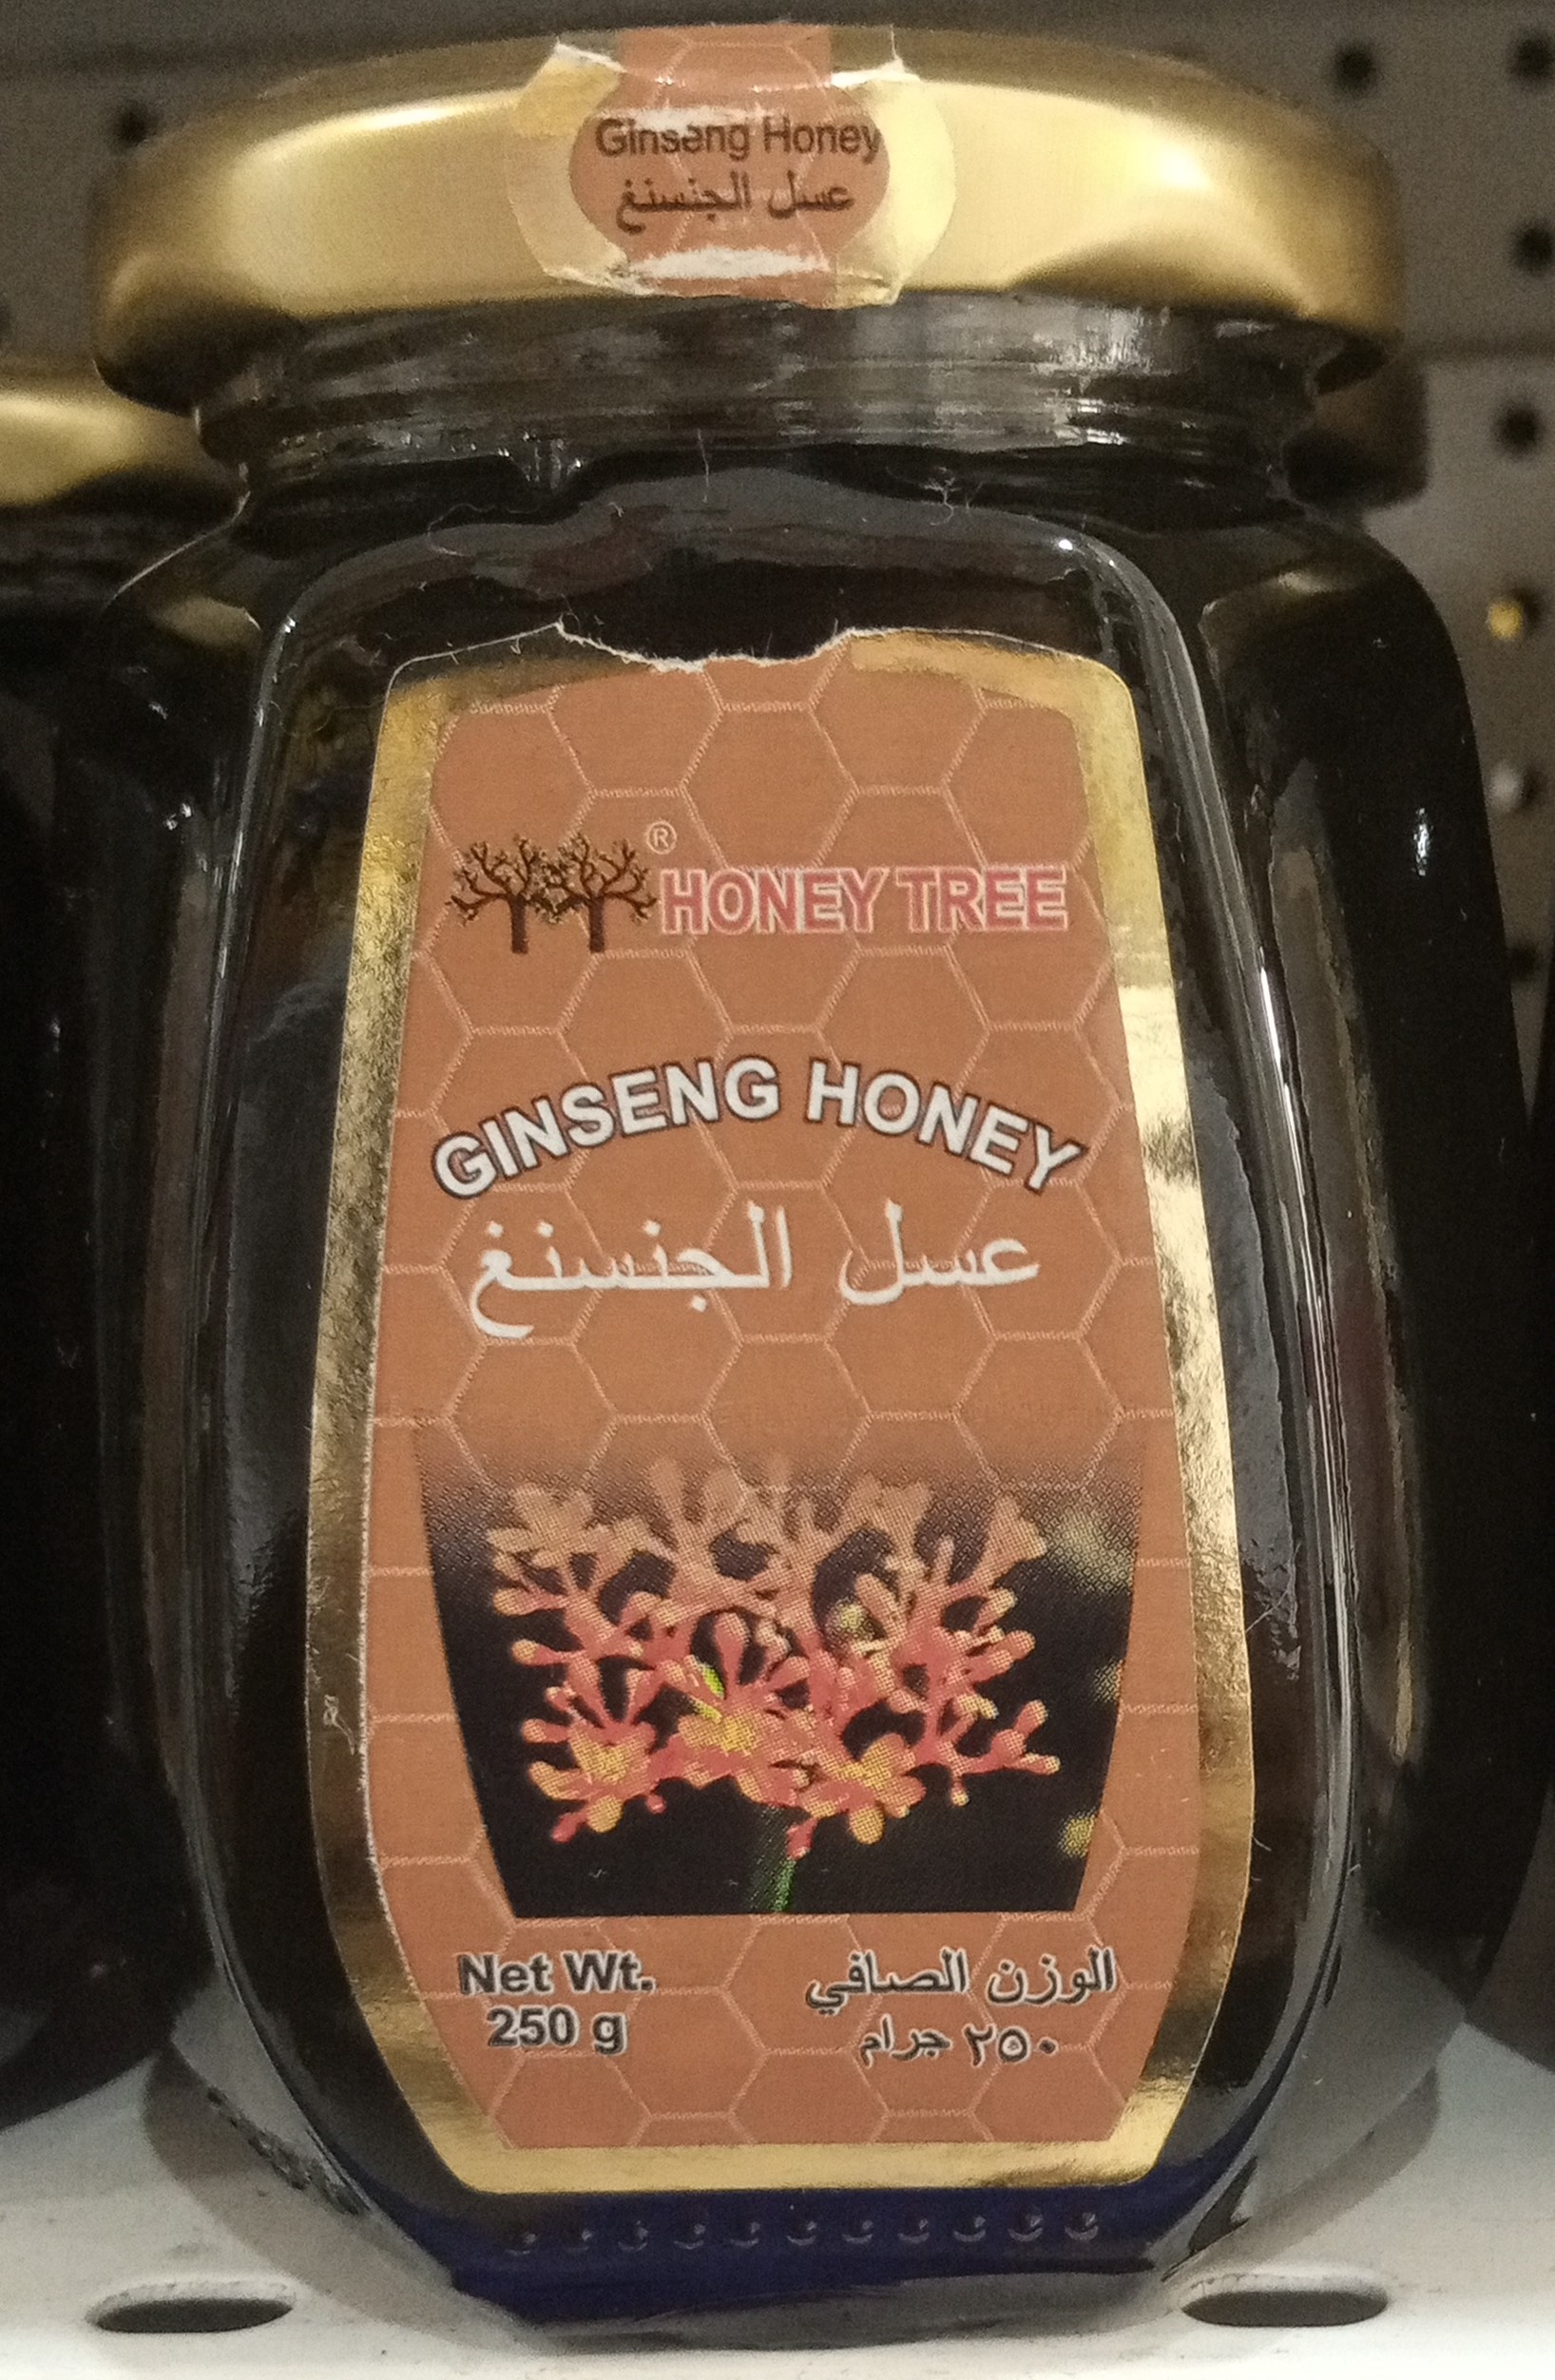 Ginseng Honey
عسل الجنسنغ
® HONEY TREE
GINSENG HONEY
عسل الجنسنغ
Net Wt. الوزن الصافي
250 g ٢٥٠ جرام